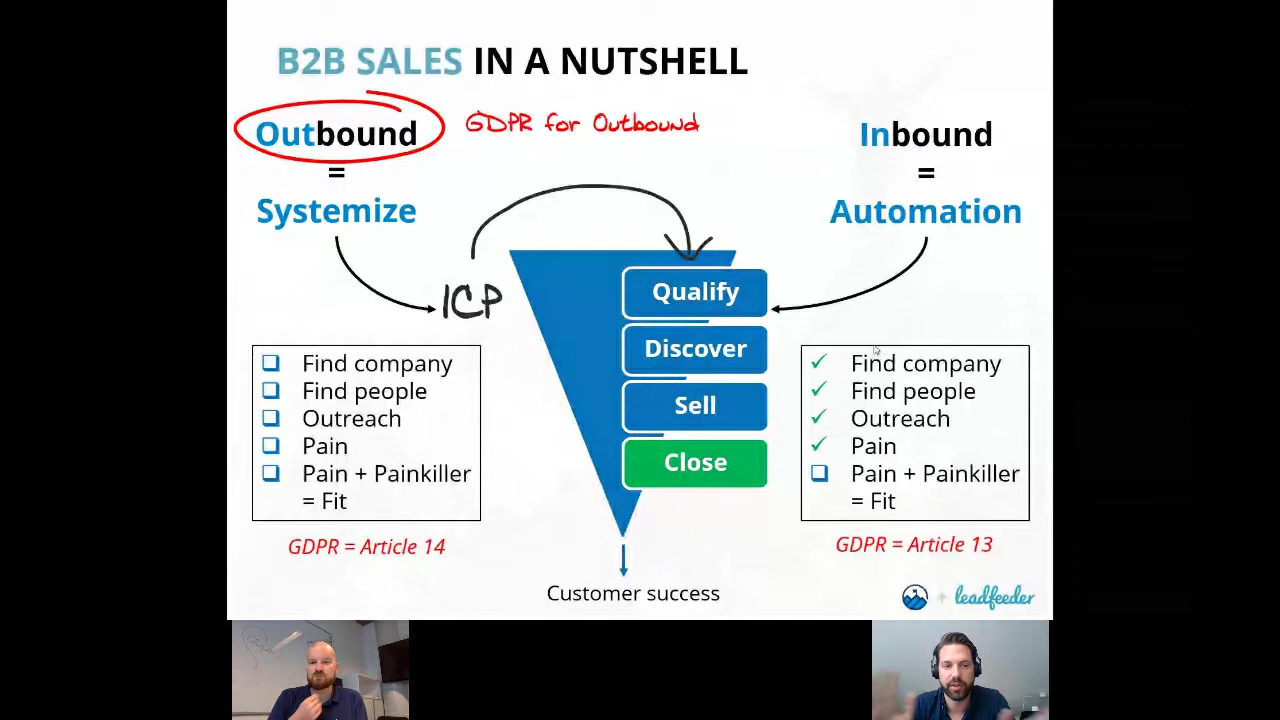 B2B SALES IN A NUTSHELL
Outbound
=
Systemize
GDPR for Outbound
Inbound
=
Automation
ICP
Qualify
Discover
Sell
Close
Customer success
Find company
Find people
Outreach
Pain
Pain + Painkiller
= Fit
GDPR = Article 14
Find company
Find people
Outreach
Pain
Pain + Painkiller
= Fit
GDPR = Article 13
+ leadfeeder